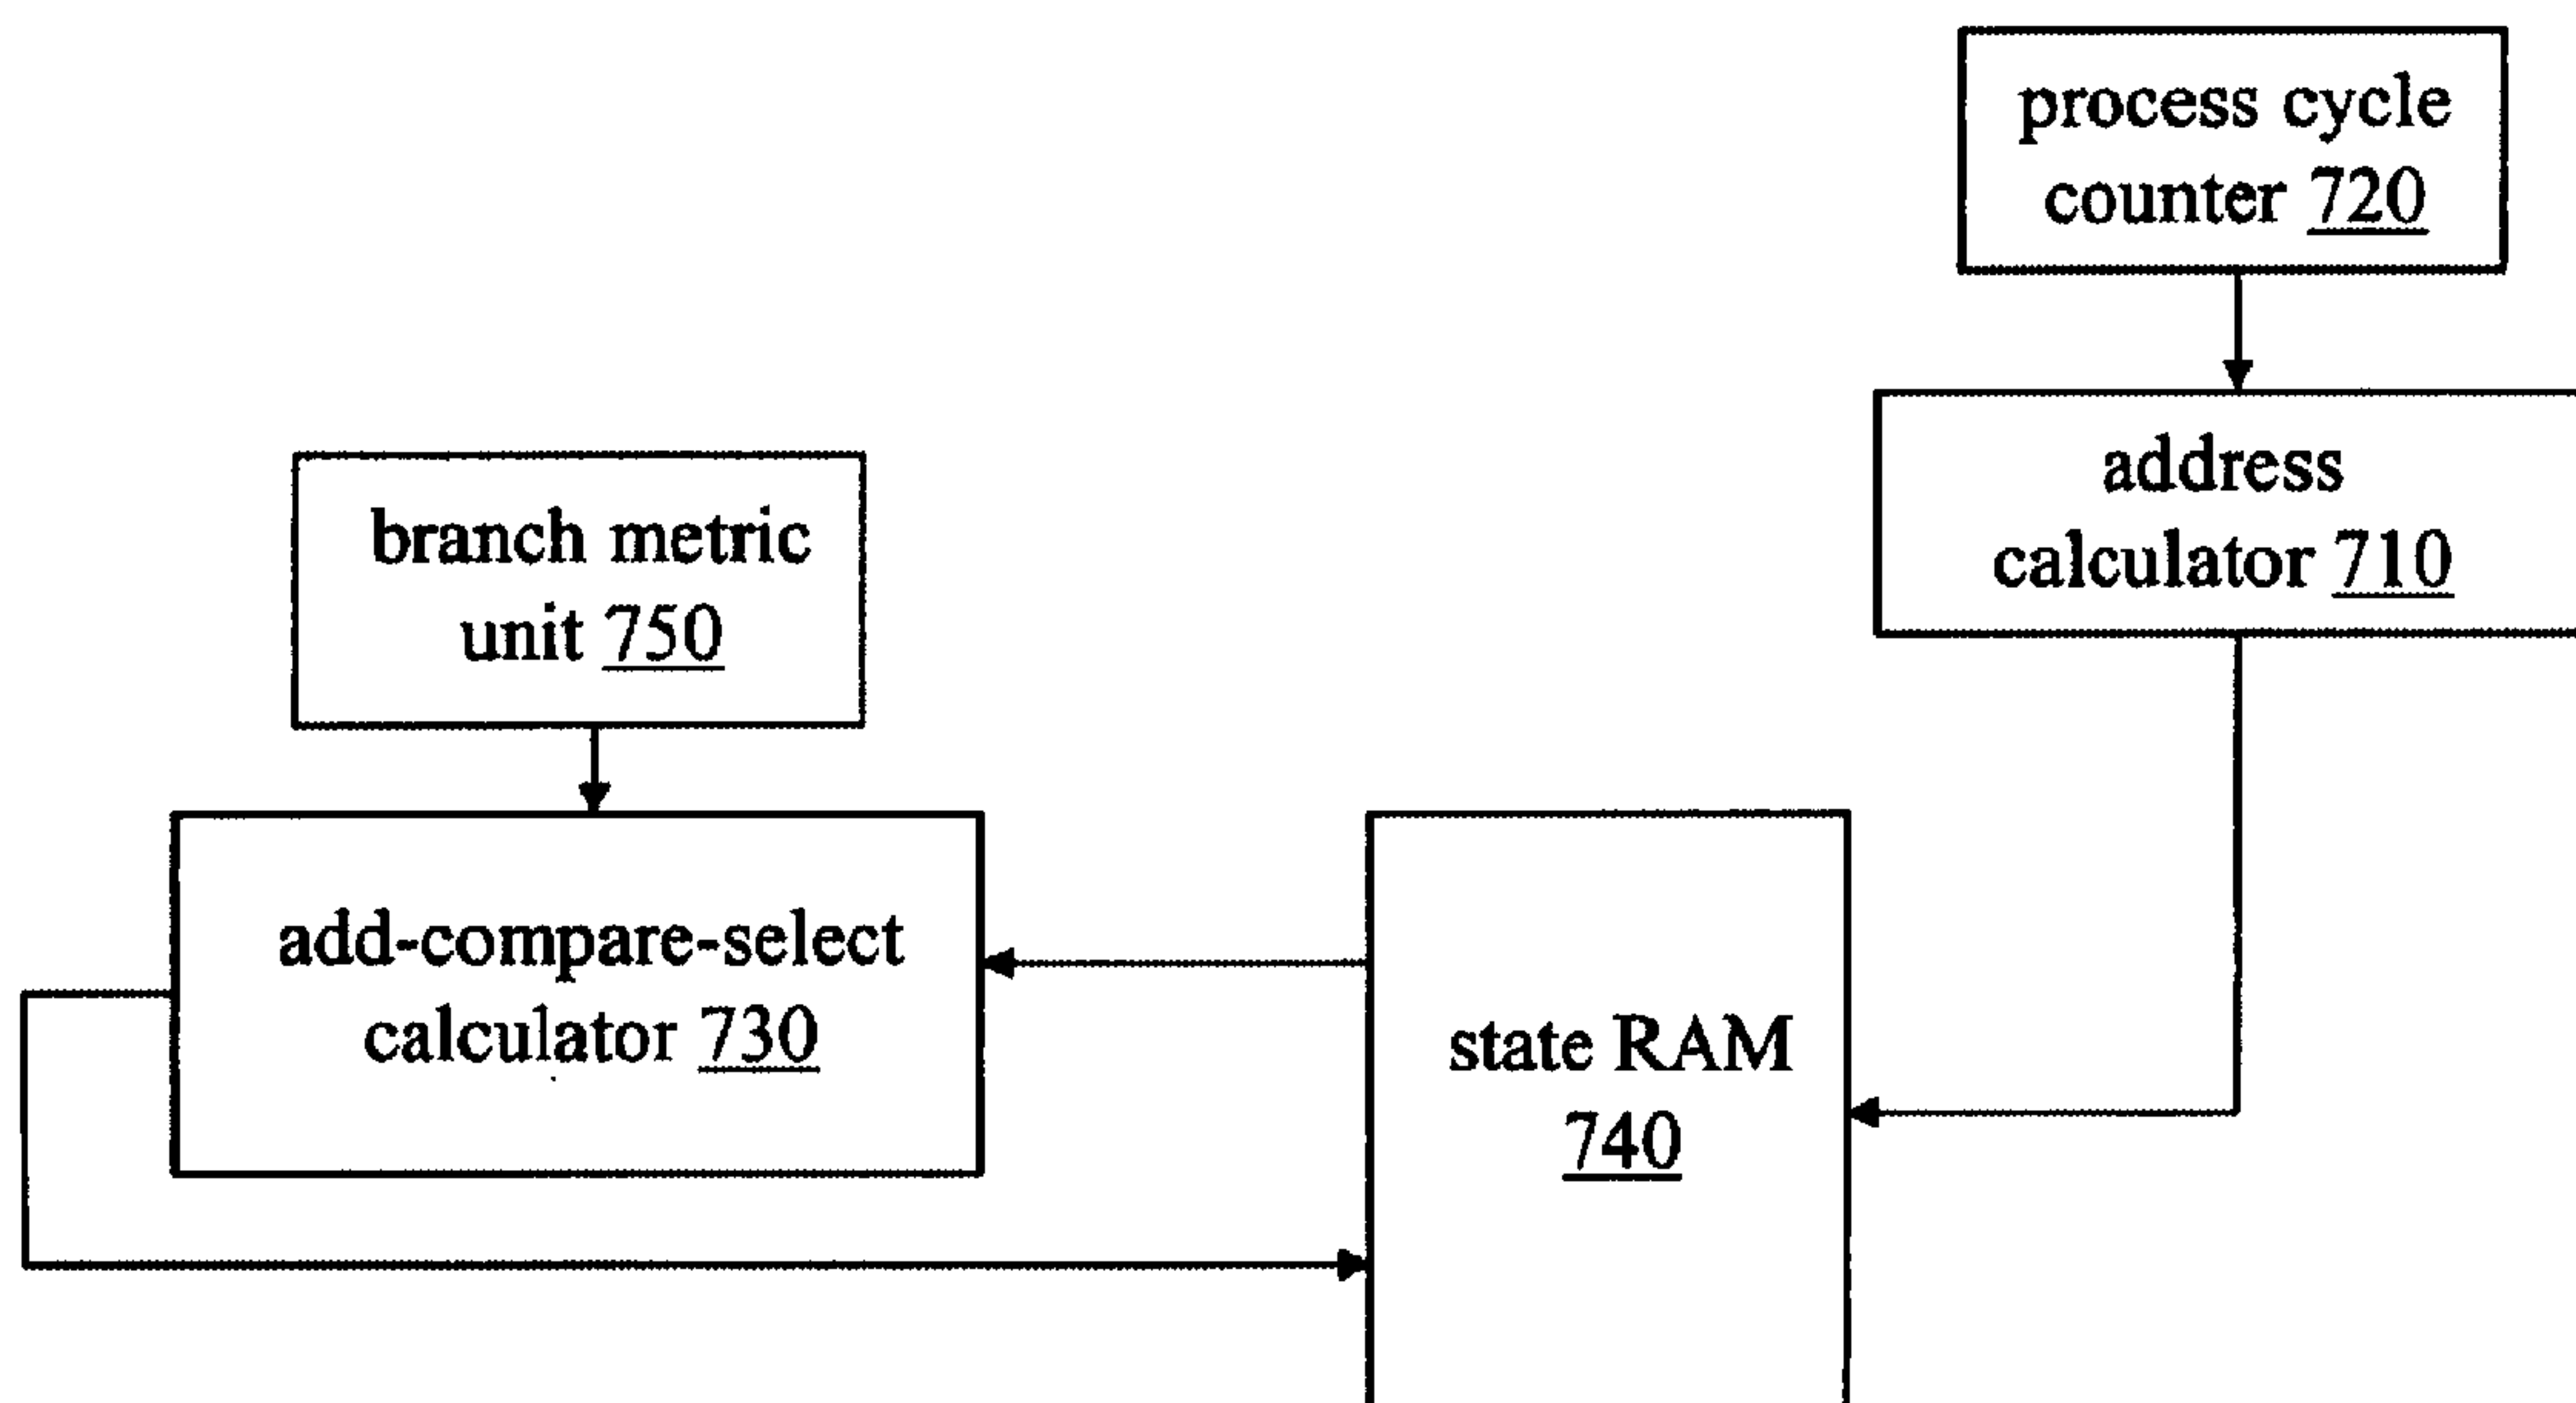 process cycle
counter 720
address
calculator 710
branch metric
unit 750
add-compare-select
calculator 730
state RAM
740